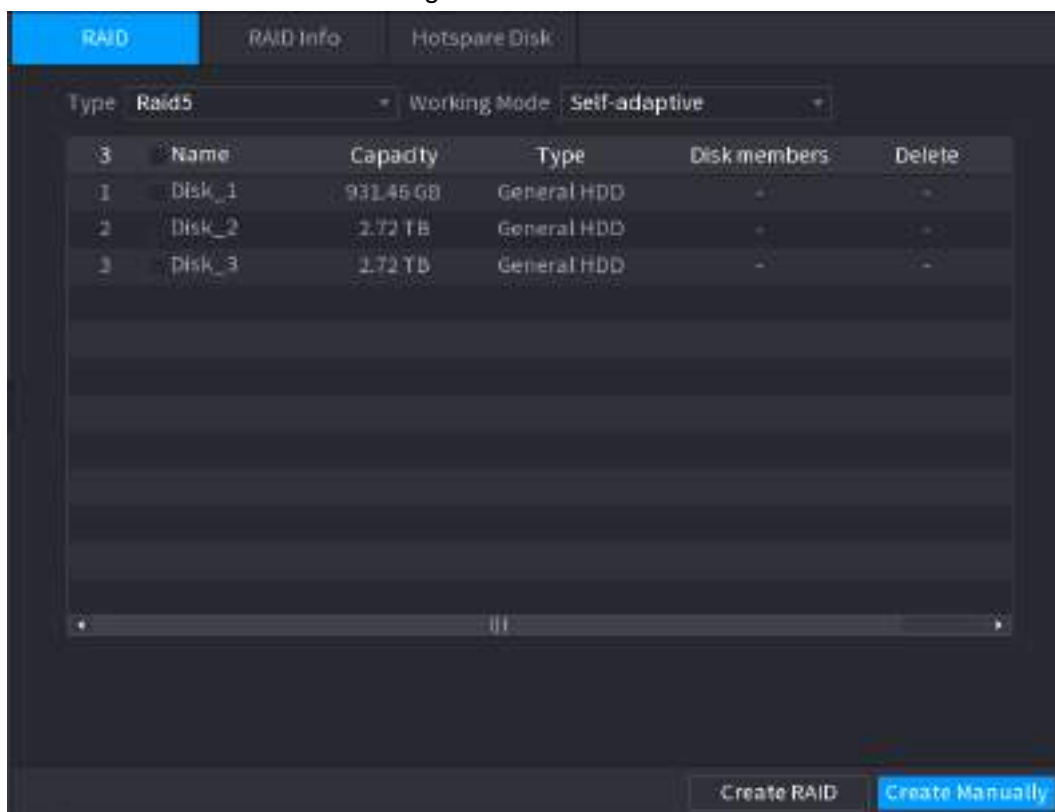 RAID RAID Info Hotspare Disk
Type Raid5 Working Mode Self-adaptive
3 Name Capacity Type Disk members Delete
1 Disk_1 931.46 GB General HDD - -
2 Disk_2 2.72 TB General HDD - -
3 Disk_3 2.72 TB General HDD - -
Create RAID Create Manually